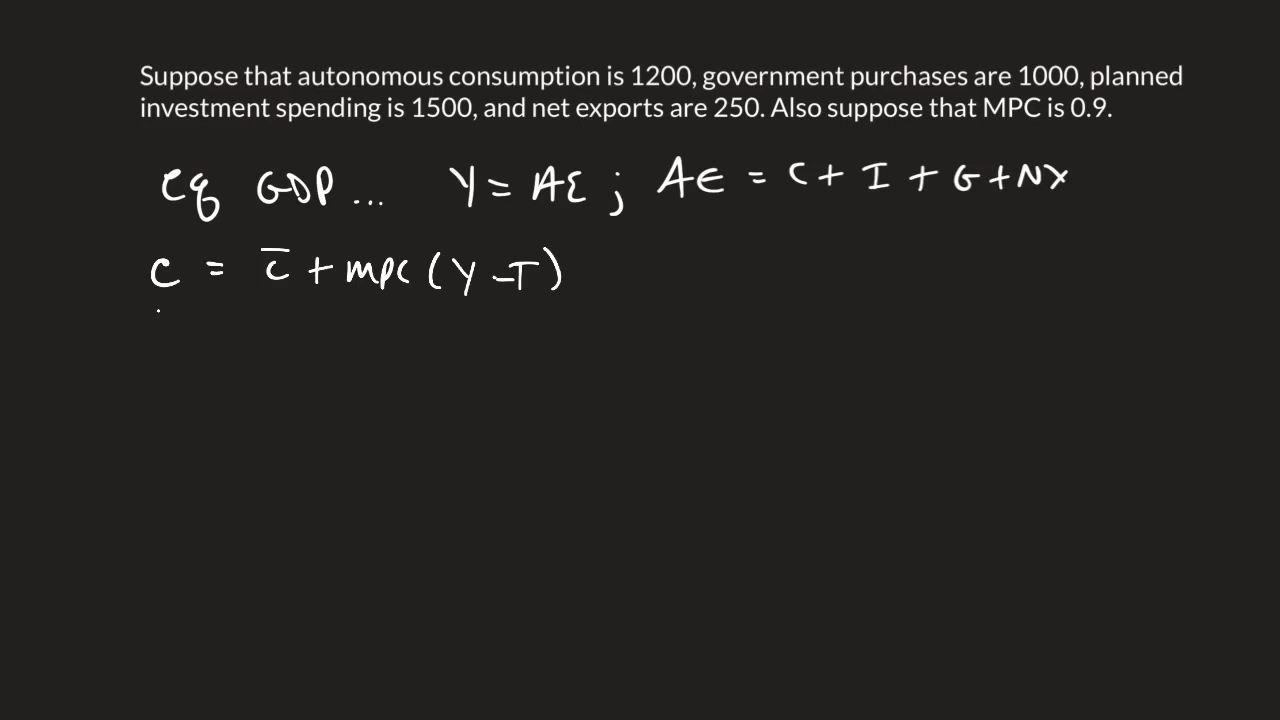 Suppose that autonomous consumption is 1200, government purchases are 1000, planned
investment spending is 1500, and net exports are 250. Also suppose that MPC is 0.9.
eq GDP ... Y = AE ; AE = C + I + G + NX
C = C̅ + mpc ( Y - T )